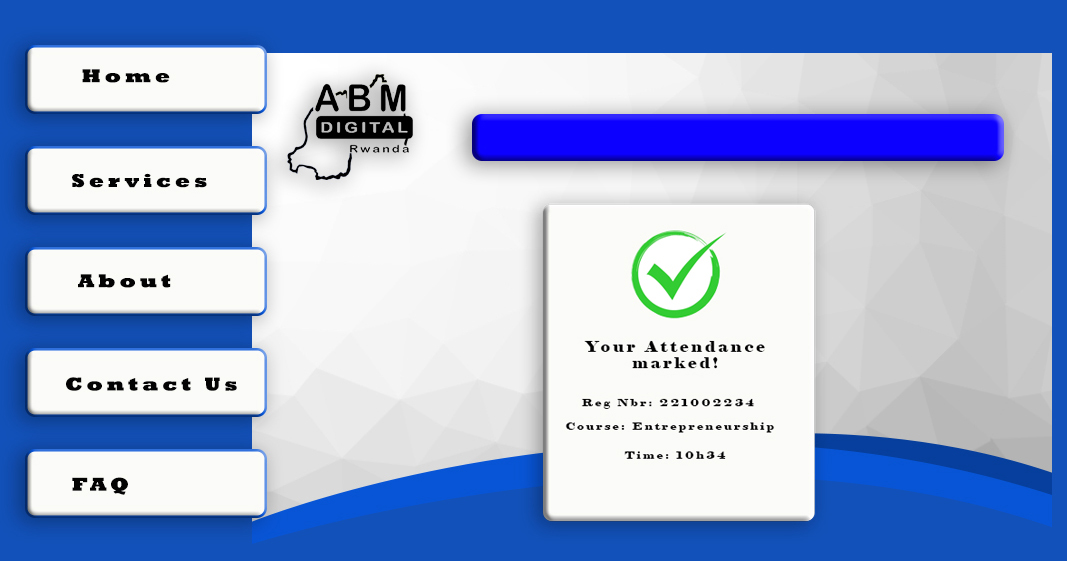 Home
Services
About
Contact Us
FAQ
ABM
DIGITAL
Rwanda
Your Attendance
marked!
Reg Nbr: 221002234
Course: Entrepreneurship
Time: 10h34